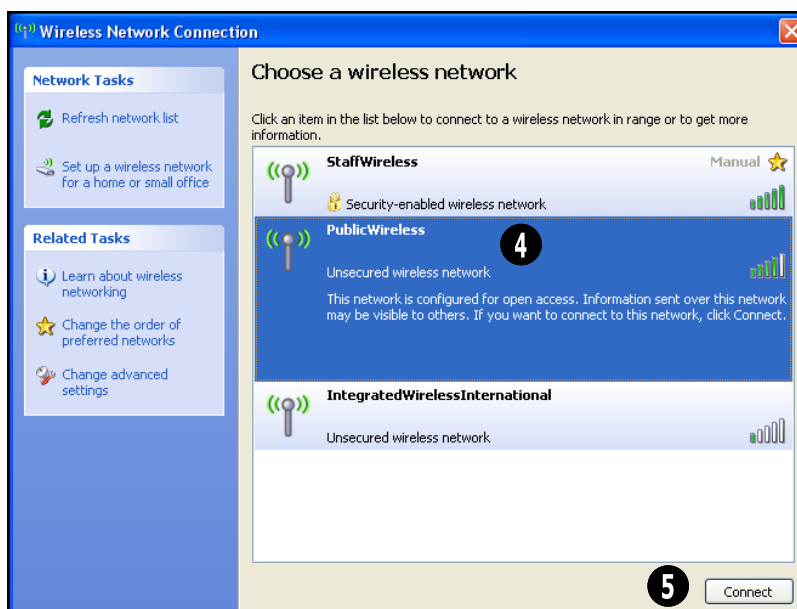 Wireless Network Connection
Network Tasks
Refresh network list
Set up a wireless network
for a home or small office
Related Tasks
Learn about wireless
networking
Change the order of
preferred networks
Change advanced
settings
Choose a wireless network
Click an item in the list below to connect to a wireless network in range or to get more
information.
StaffWireless Manual
Security-enabled wireless network
PublicWireless
4
Unsecured wireless network
This network is configured for open access. Information sent over this network
may be visible to others. If you want to connect to this network, click Connect.
IntegratedWirelessInternational
Unsecured wireless network
5 Connect